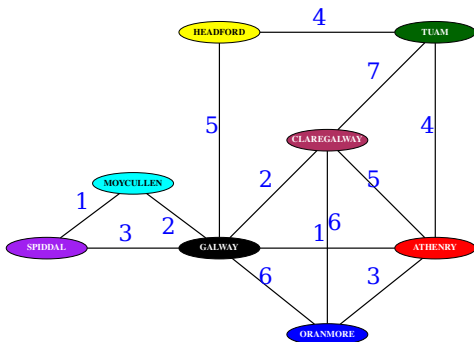 4
HEADFORD
TUAM
7
5
4
CLAREGALWAY
2
5
MOYCULLEN
1
2
6
3
1
SPIDDAL
GALWAY
ATHENRY
6
3
ORANMORE